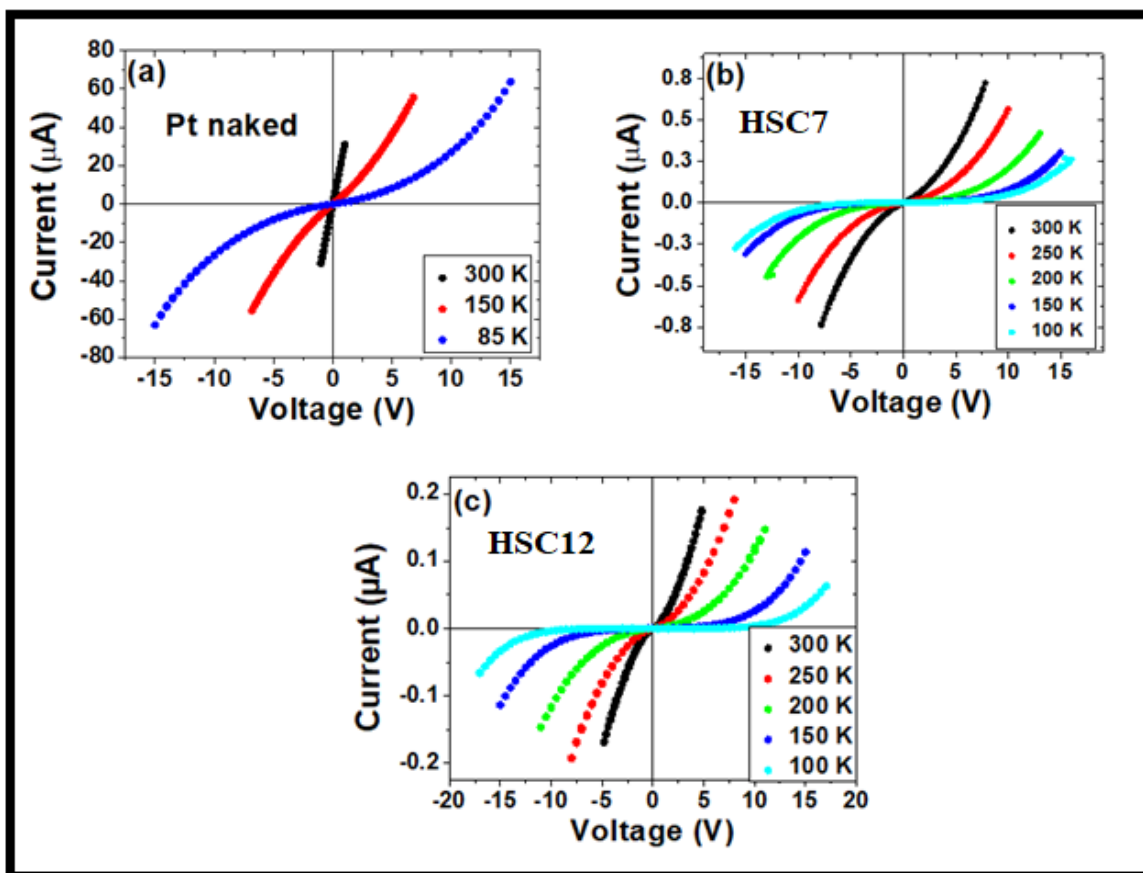 (a)
Pt naked
Current (μA)
80
60
40
20
0
-20
-40
-60
-80
-15 -10 -5 0 5 10 15
Voltage (V)
300 K
150 K
85 K
(b)
HSC7
Current (μA)
0.8
0.5
0.3
0.0
-0.3
-0.5
-0.8
-15 -10 -5 0 5 10 15
Voltage (V)
300 K
250 K
200 K
150 K
100 K
(c)
HSC12
Current (μA)
0.2
0.1
0.0
-0.1
-0.2
-20 -15 -10 -5 0 5 10 15 20
Voltage (V)
300 K
250 K
200 K
150 K
100 K